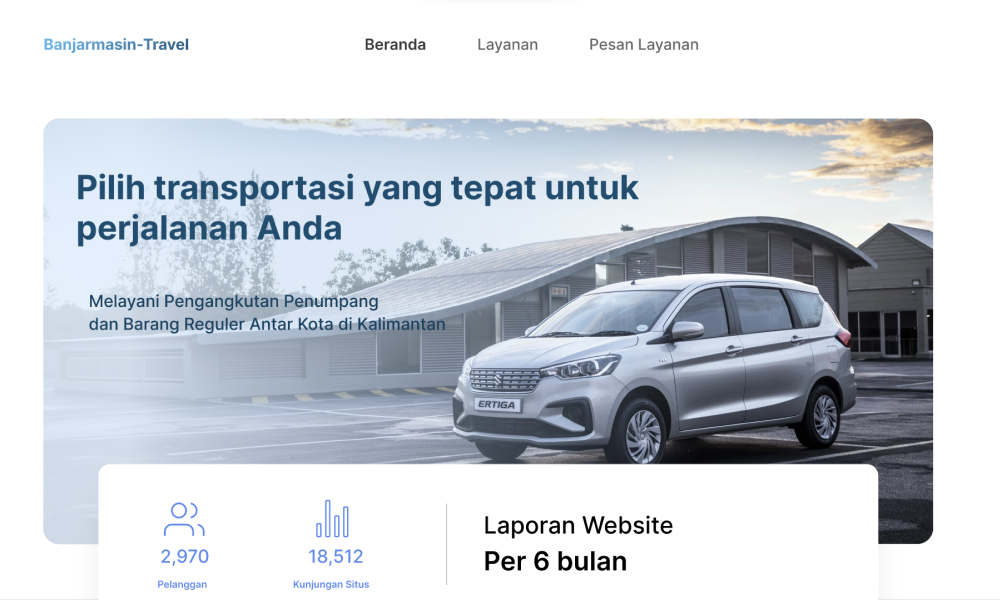 Banjarmasin-Travel
Beranda
Layanan
Pesan Layanan
Pilih transportasi yang tepat untuk
perjalanan Anda
Melayani Pengangkutan Penumpang
dan Barang Reguler Antar Kota di Kalimantan
ERTIGA
2,970
Pelanggan
18,512
Kunjungan Situs
Laporan Website
Per 6 bulan